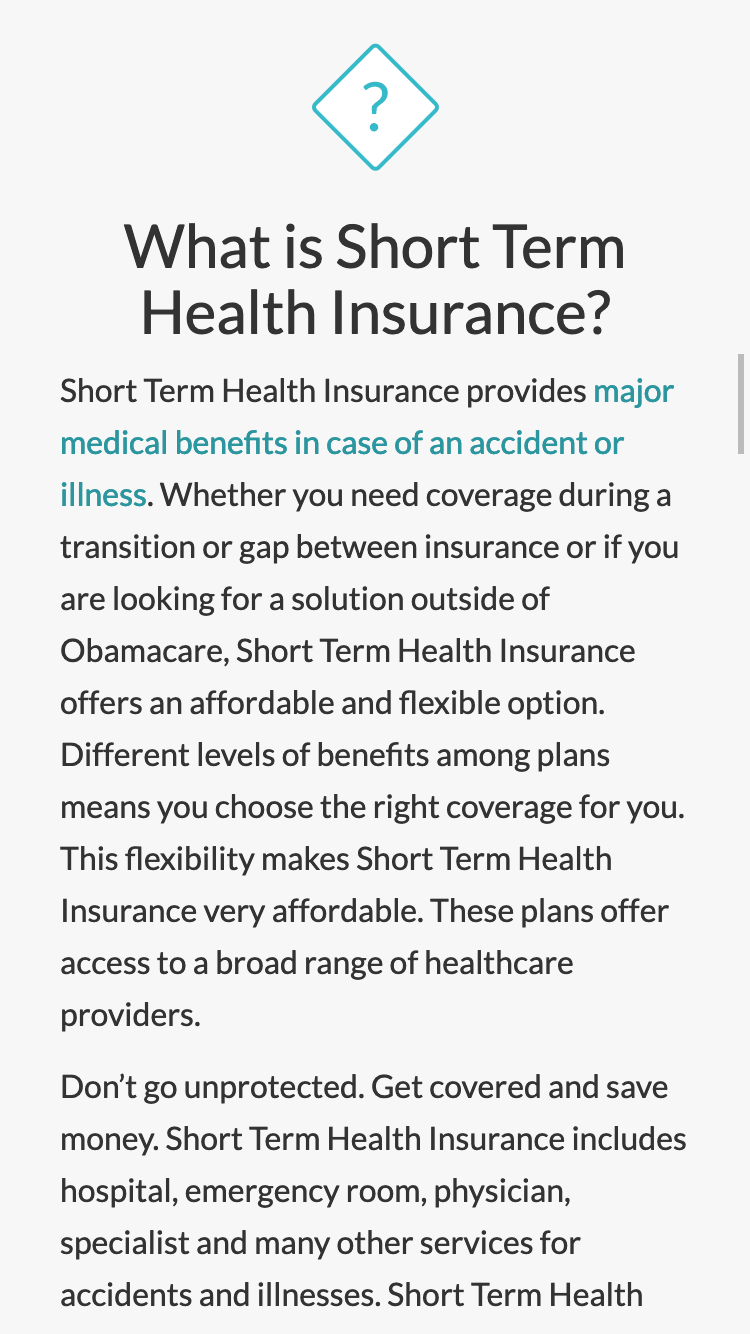 ?
What is Short Term
Health Insurance?
Short Term Health Insurance provides major
medical benefits in case of an accident or
illness. Whether you need coverage during a
transition or gap between insurance or if you
are looking for a solution outside of
Obamacare, Short Term Health Insurance
offers an affordable and flexible option.
Different levels of benefits among plans
means you choose the right coverage for you.
This flexibility makes Short Term Health
Insurance very affordable. These plans offer
access to a broad range of healthcare
providers.
Don’t go unprotected. Get covered and save
money. Short Term Health Insurance includes
hospital, emergency room, physician,
specialist and many other services for
accidents and illnesses. Short Term Health